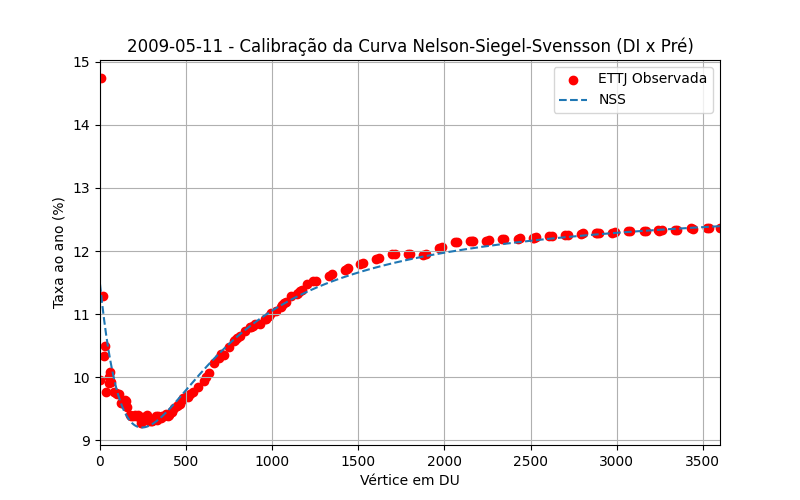 2009-05-11 - Calibração da Curva Nelson-Siegel-Svensson (DI x Pré)
ETTJ Observada
NSS
Taxa ao ano (%)
15
14
13
12
11
10
9
0 500 1000 1500 2000 2500 3000 3500
Vértice em DU